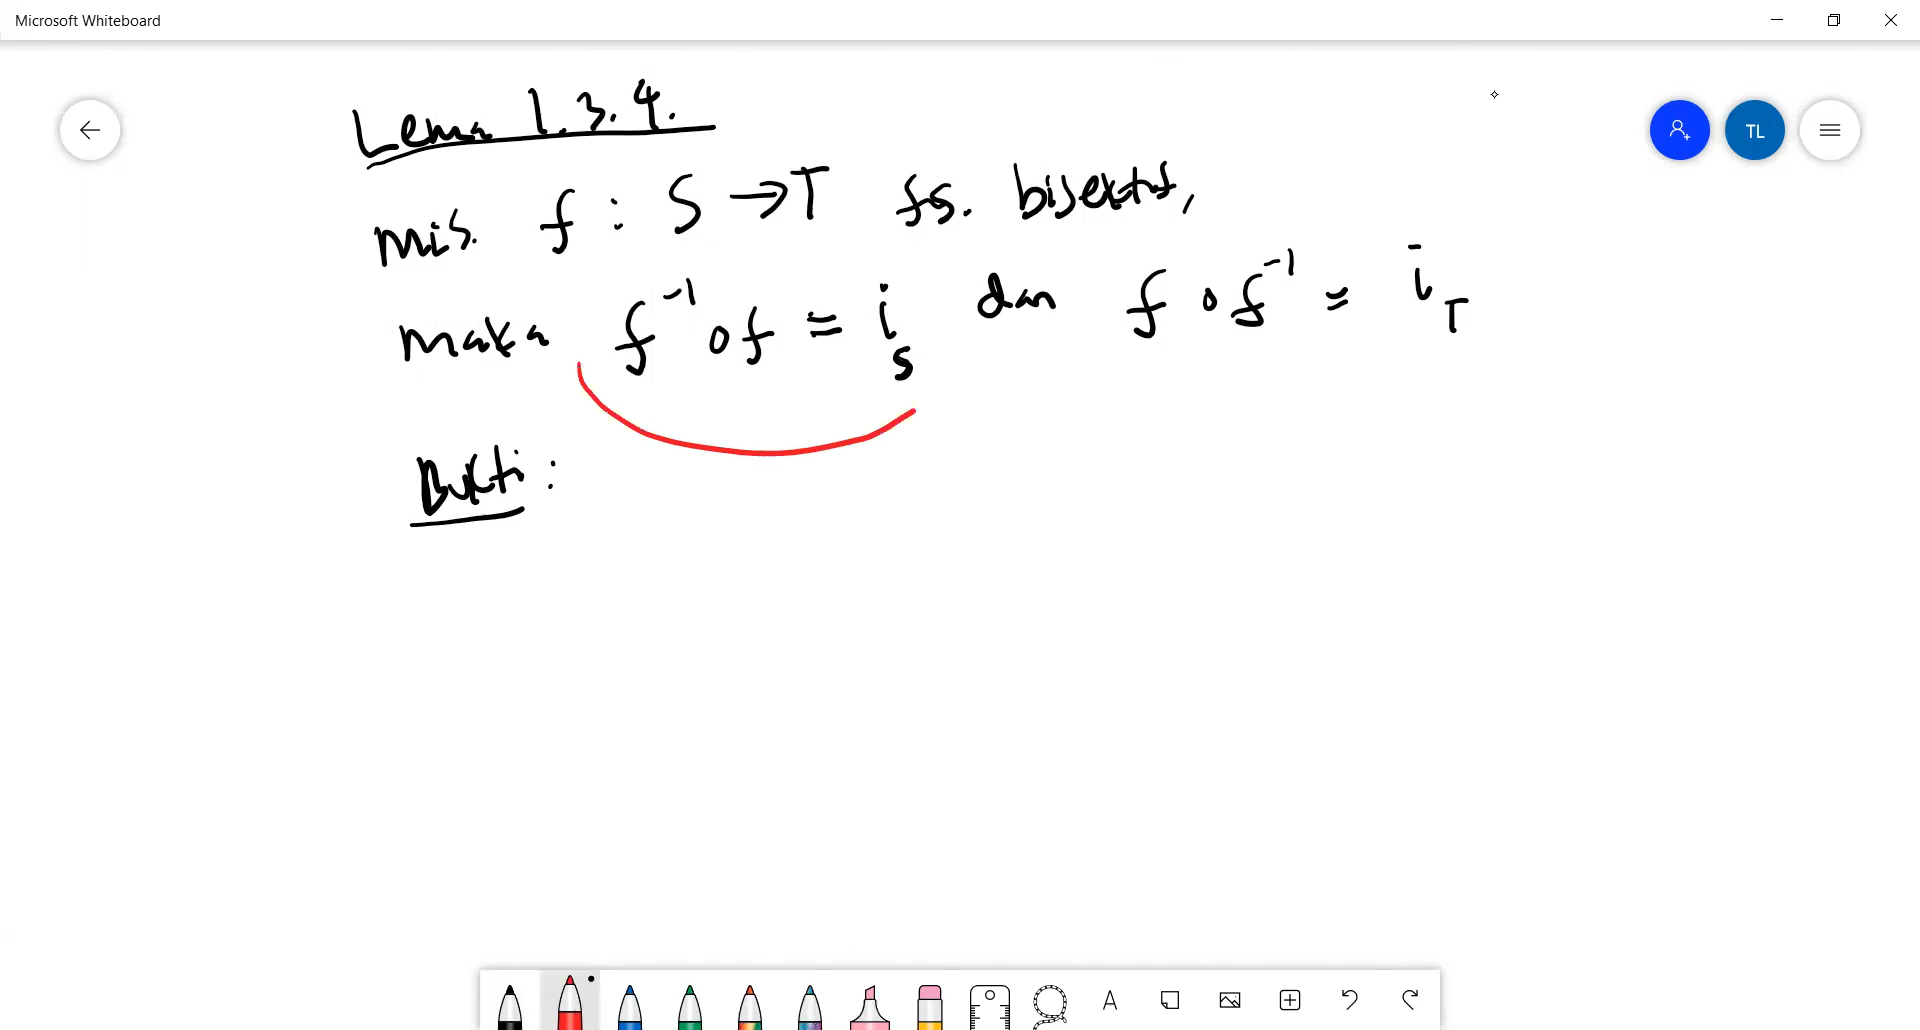 Microsoft Whiteboard
TL
Lema 1.3.4.
mis. f : S → T fs. bijektif,
maka f⁻¹ o f = i_S dan f o f⁻¹ = i_T
Bukti :